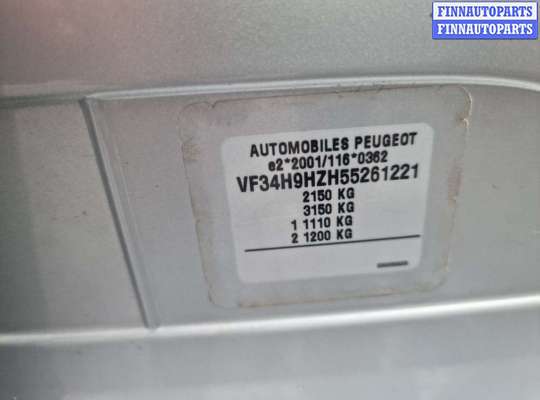 FINNAUTOPARTS
FINNAUTOPARTS
AUTOMOBILES PEUGEOT
e2*2001/116*0362
VF34H9HZH55261221
2150 KG
3150 KG
1 1110 KG
2 1200 KG